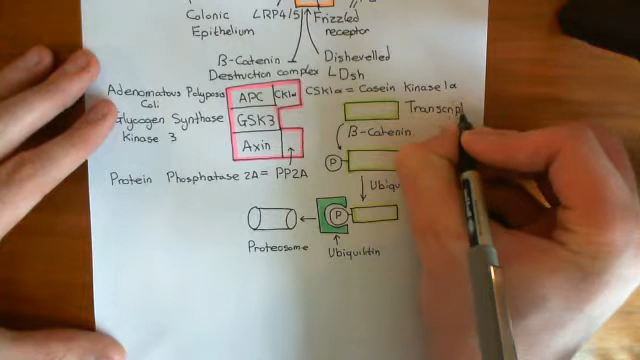 Colonic LRP4/5 Frizzled
Epithelium receptor
β-Catenin Dishevelled
Destruction complex Dsh
Adenomatous Polyposis APC CK1α CSK1α = Casein Kinase 1α
Coli
Glycogen Synthase GSK3
Kinase 3
Transcrip
β-Catenin
Axin
P
Protein Phosphatase 2A = PP2A
Ubiqu
P
Proteosome
Ubiquitin